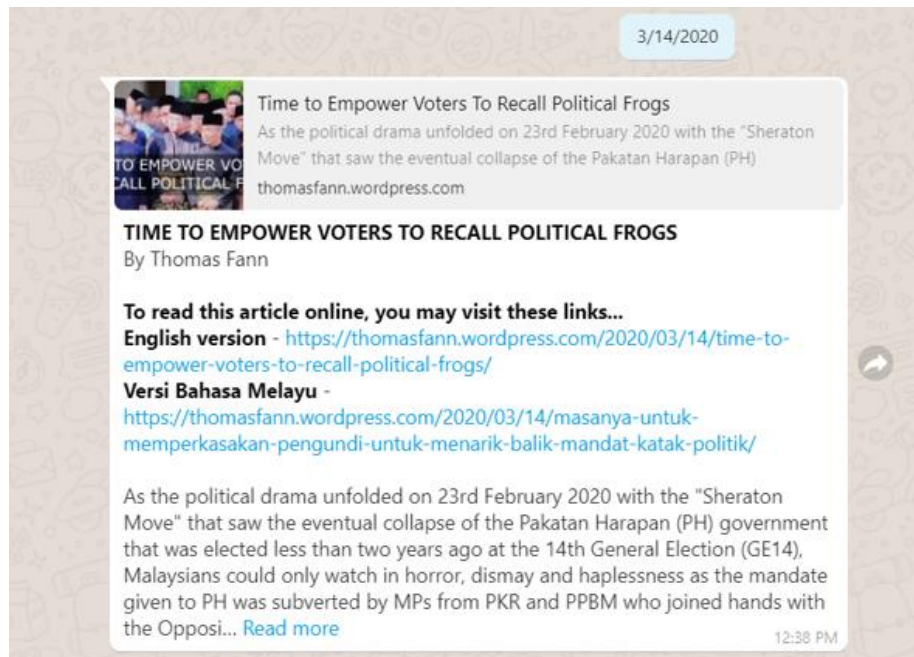 3/14/2020
Time to Empower Voters To Recall Political Frogs
As the political drama unfolded on 23rd February 2020 with the "Sheraton
Move" that saw the eventual collapse of the Pakatan Harapan (PH)
thomasfann.wordpress.com
TO EMPOWER VO
CALL POLITICAL F
TIME TO EMPOWER VOTERS TO RECALL POLITICAL FROGS
By Thomas Fann
To read this article online, you may visit these links...
English version - https://thomasfann.wordpress.com/2020/03/14/time-to-
empower-voters-to-recall-political-frogs/
Versi Bahasa Melayu -
https://thomasfann.wordpress.com/2020/03/14/masanya-untuk-
memperkasakan-pengundi-untuk-menarik-balik-mandat-katak-politik/
As the political drama unfolded on 23rd February 2020 with the "Sheraton
Move" that saw the eventual collapse of the Pakatan Harapan (PH) government
that was elected less than two years ago at the 14th General Election (GE14),
Malaysians could only watch in horror, dismay and haplessness as the mandate
given to PH was subverted by MPs from PKR and PPBM who joined hands with
the Opposi... Read more
12:38 PM